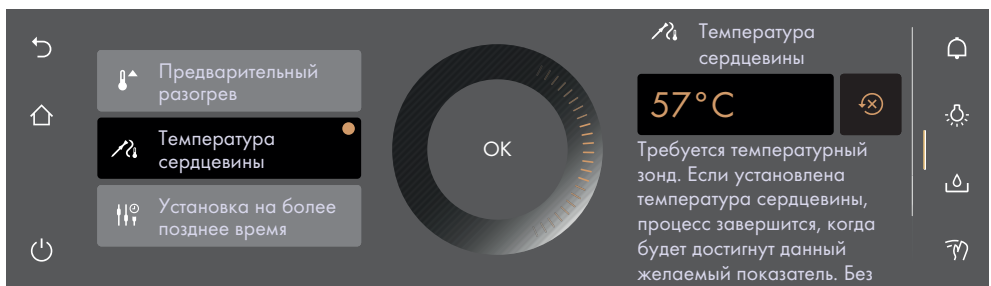 Предварительный
разогрев
Температура
сердцевины
Установка на более
позднее время
OK
Температура
сердцевины
57°C
Требуется температурный
зонд. Если установлена
температура сердцевины,
процесс завершится, когда
будет достигнут данный
желаемый показатель. Без